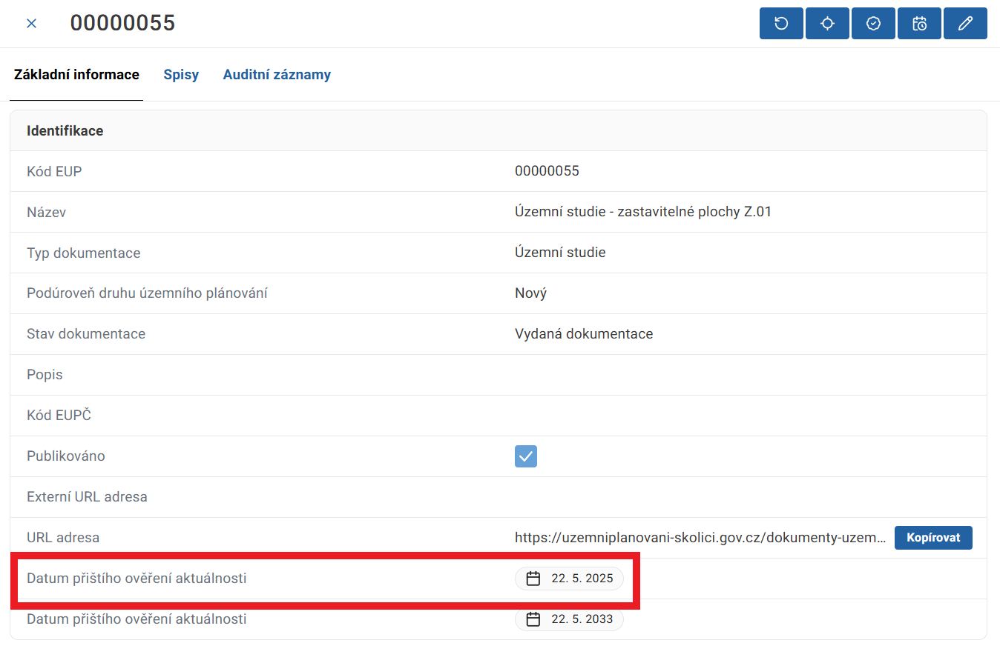 00000055
Základní informace Spisy Auditní záznamy
Identifikace
Kód EUP 00000055
Název Územní studie - zastavitelné plochy Z.01
Typ dokumentace Územní studie
Podúroveň druhu územního plánování Nový
Stav dokumentace Vydaná dokumentace
Popis
Kód EUPČ
Publikováno
Externí URL adresa
URL adresa https://uzemniplanovani-skolici.gov.cz/dokumenty-uzem... Kopírovat
Datum přištího ověření aktuálnosti 22. 5. 2025
Datum přištího ověření aktuálnosti 22. 5. 2033